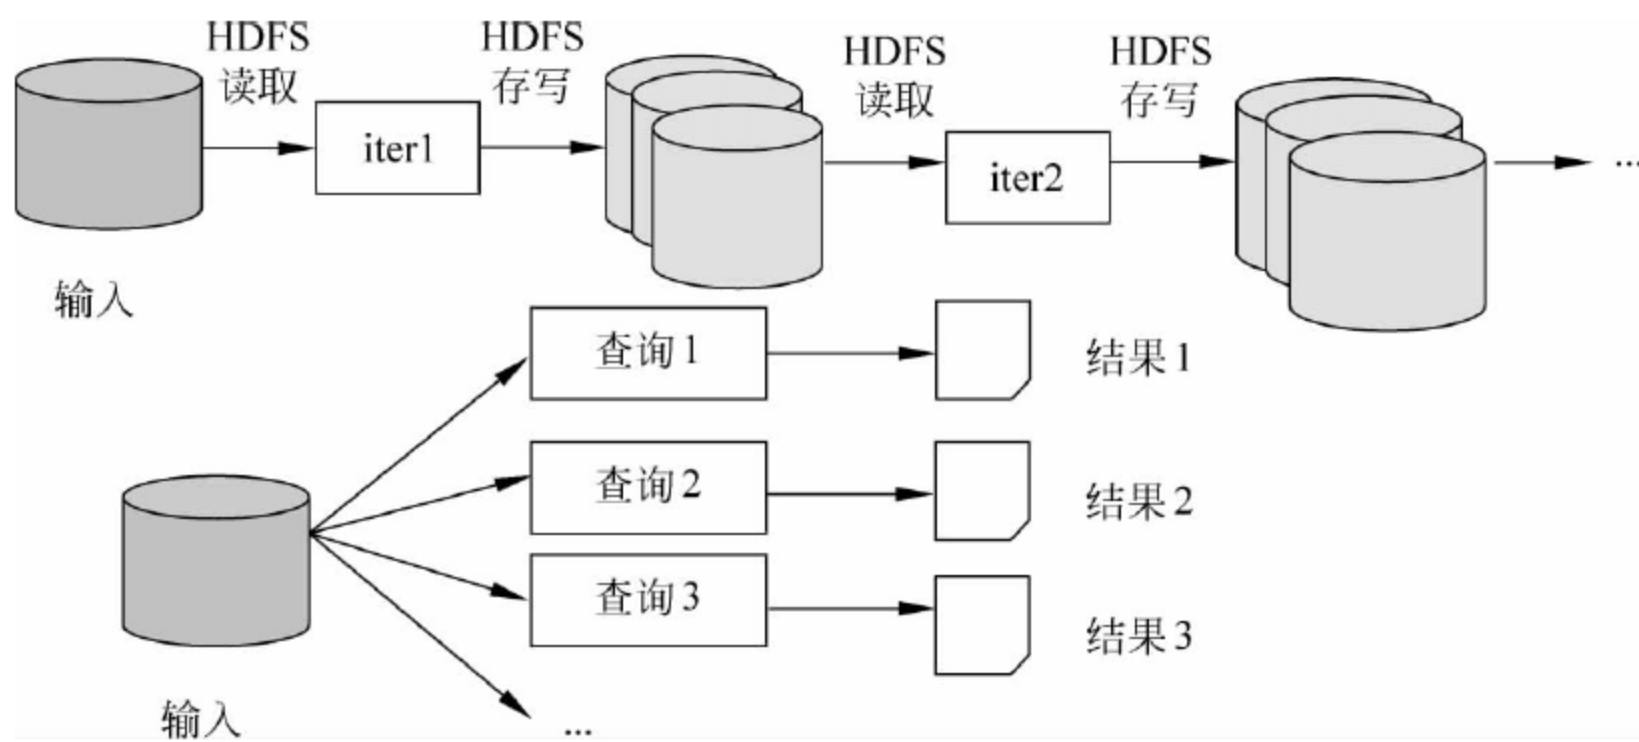 HDFS
读取
HDFS
存写
HDFS
读取
HDFS
存写
iter1
iter2
...
输入
查询1
结果1
查询2
结果2
查询3
结果3
输入
...